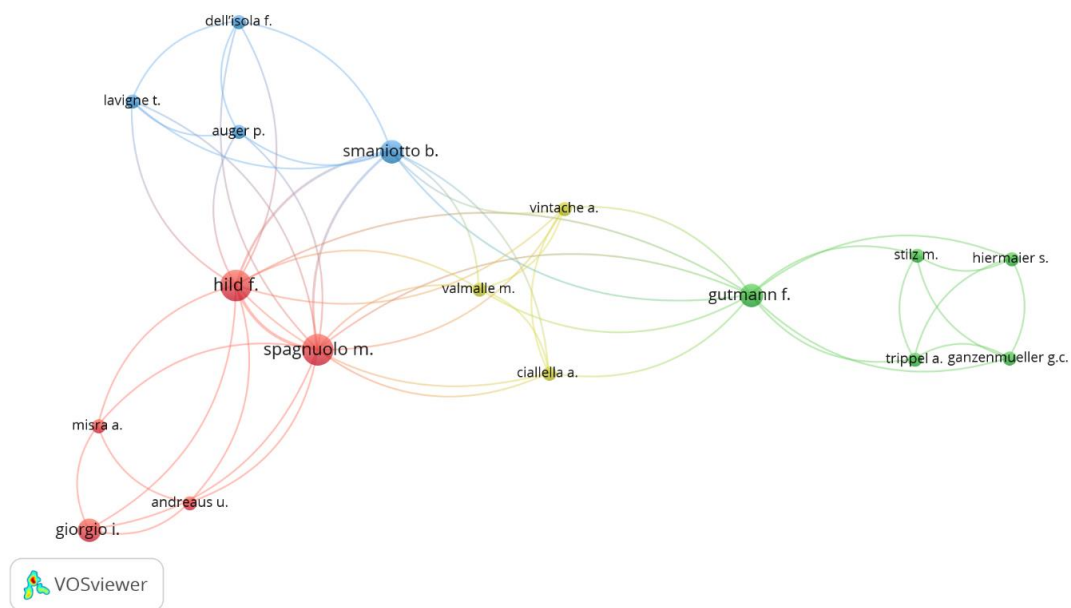 dell'isola f.
lavigne t.
auger p.
smaniotto b.
vintache a.
stilz m.
hiermaier s.
hild f.
valmalle m.
gutmann f.
spagnuolo m.
trippel a.
ganzenmueller g.c.
ciallella a.
misra a.
andreaus u.
giorgio i.
VOSviewer